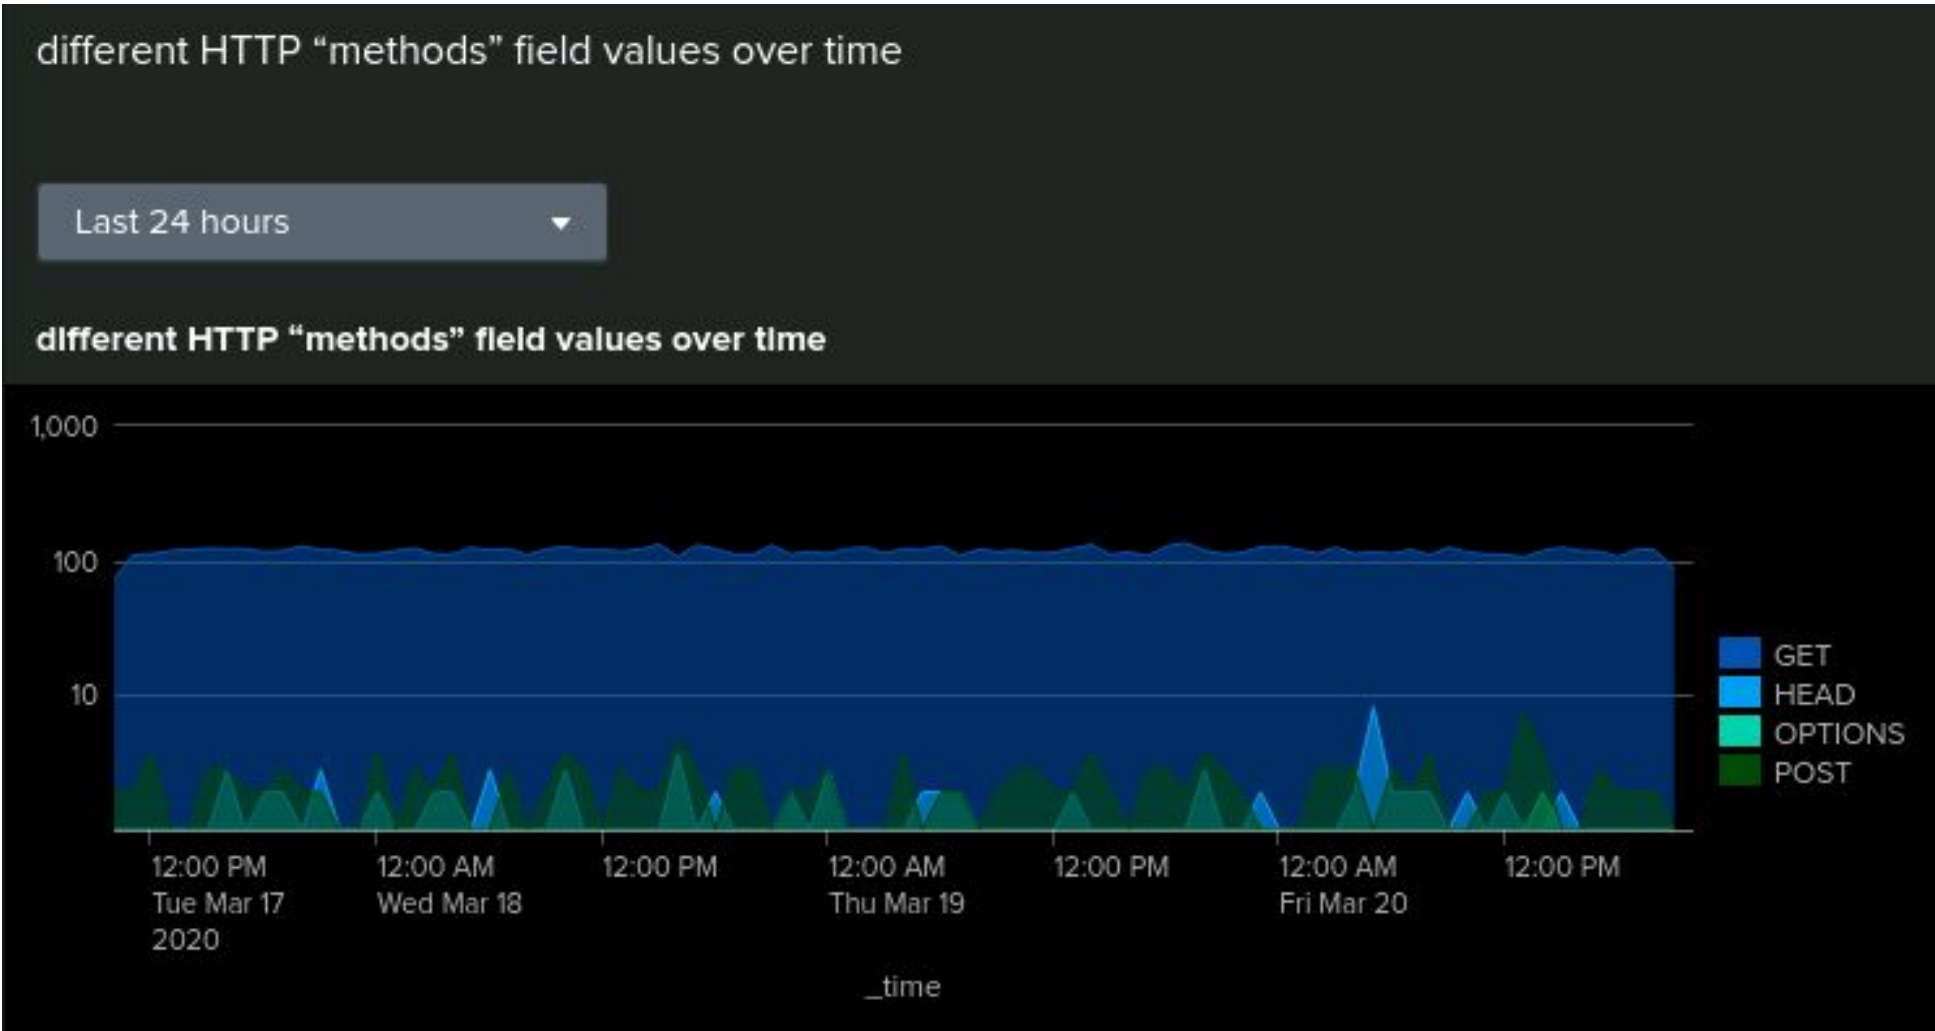 different HTTP “methods” field values over time
Last 24 hours
different HTTP “methods” field values over time
1,000
100
10
GET
HEAD
OPTIONS
POST
12:00 PM
Tue Mar 17
2020
12:00 AM
Wed Mar 18
12:00 PM
12:00 AM
Thu Mar 19
12:00 PM
12:00 AM
Fri Mar 20
12:00 PM
_time